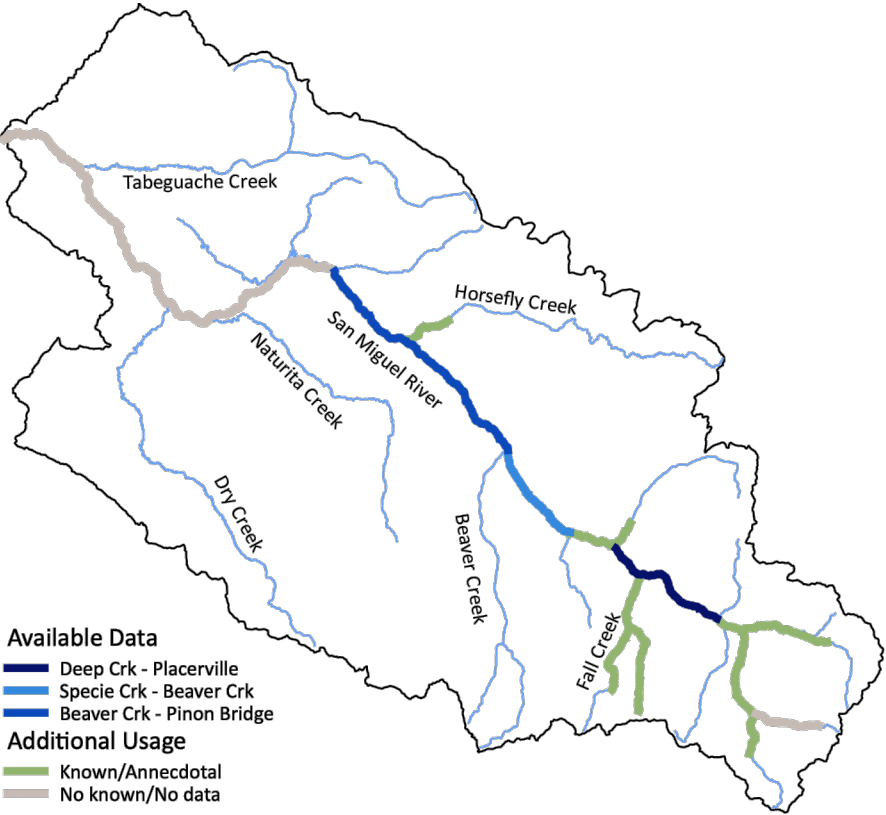 Tabeguache Creek
Horsefly Creek
San Miguel River
Naturita Creek
Dry Creek
Beaver Creek
Fall Creek
Available Data
Deep Crk - Placerville
Specie Crk - Beaver Crk
Beaver Crk - Pinon Bridge
Additional Usage
Known/Annecdotal
No known/No data